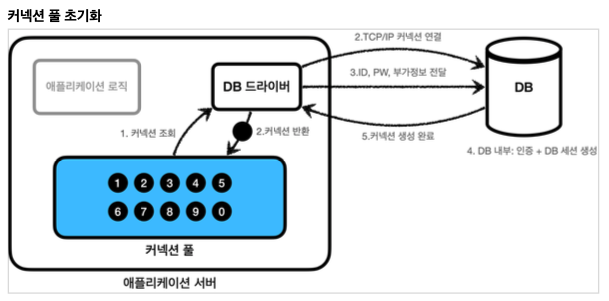 커넥션 풀 초기화
2.TCP/IP 커넥션 연결
애플리케이션 로직
DB 드라이버
3.ID, PW, 부가정보 전달
DB
1. 커넥션 조회
2.커넥션 반환
5.커넥션 생성 완료
4. DB 내부: 인증 + DB 세션 생성
1 2 3 4 5
6 7 8 9 0
커넥션 풀
애플리케이션 서버